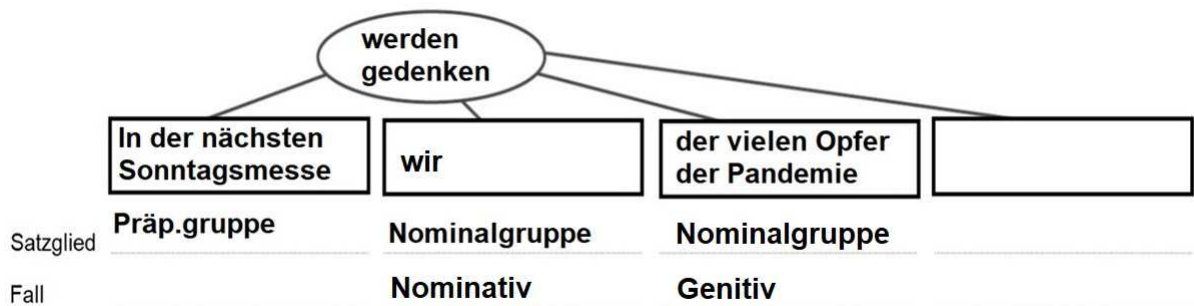 werden
gedenken
In der nächsten
Sonntagsmesse
wir
der vielen Opfer
der Pandemie
Satzglied Präp.gruppe Nominalgruppe Nominalgruppe
Fall Nominativ Genitiv